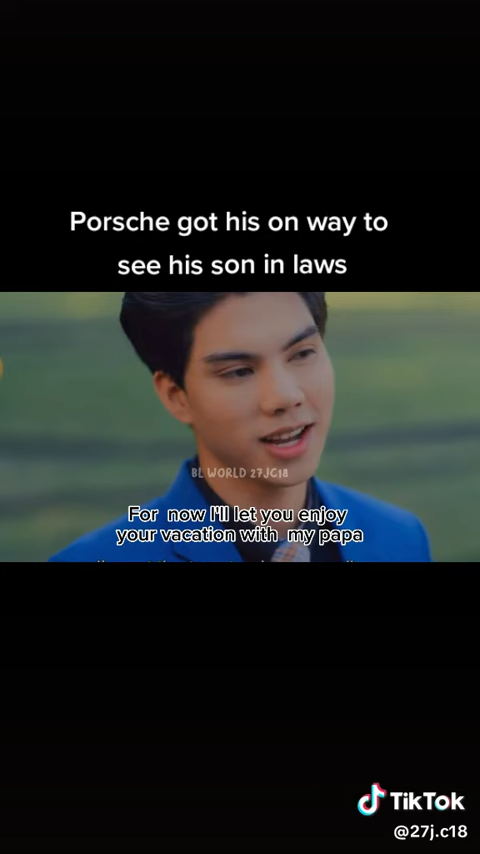 Porsche got his on way to
see his son in laws
BL WORLD 27JC18
For now I'll let you enjoy
your vacation with my papa
TikTok
@27j.c18